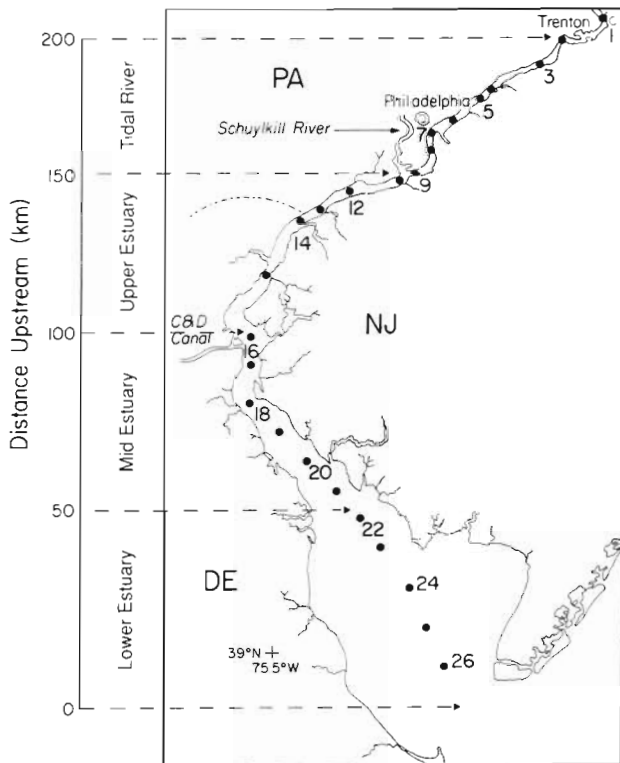 Distance Upstream (km)
200
150
100
50
0
Tidal River
Upper Estuary
Mid Estuary
Lower Estuary
Trenton
C
1
PA
3
Philadelphia
5
Schuylkill River
7
9
12
14
C&D
Canal
NJ
16
18
20
22
DE
24
39°N
75.5°W
26